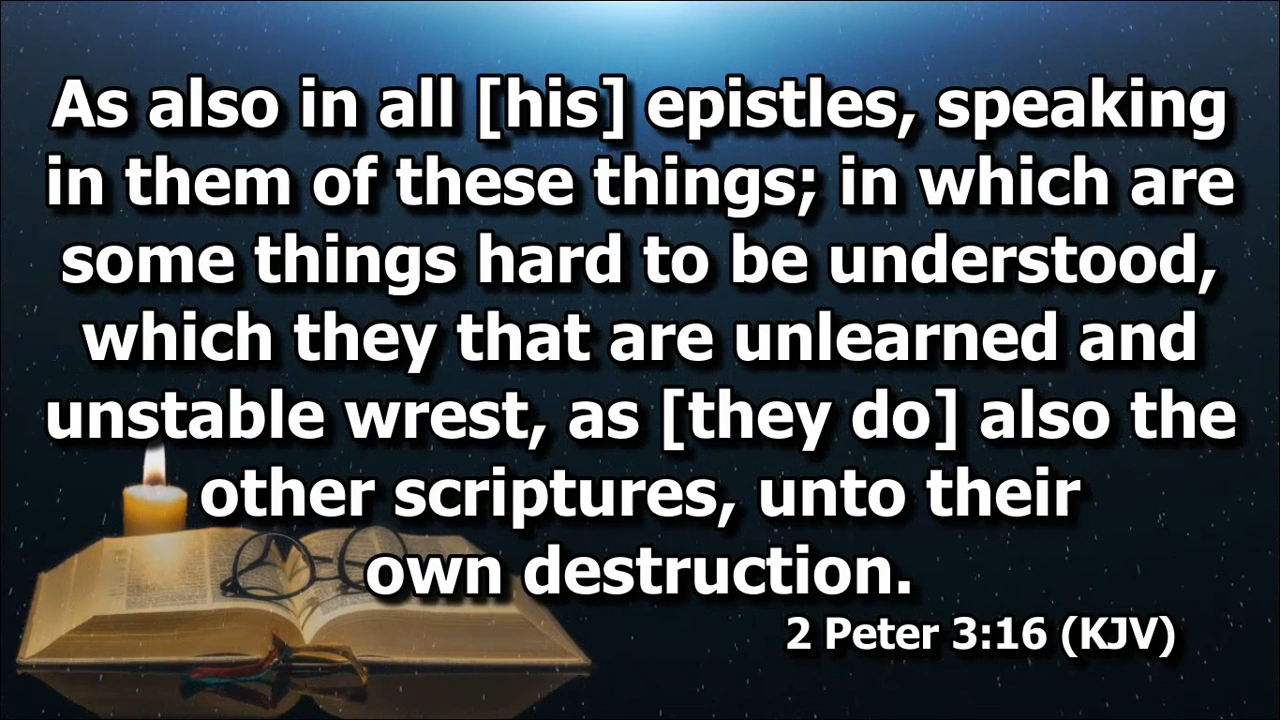 As also in all [his] epistles, speaking
in them of these things; in which are
some things hard to be understood,
which they that are unlearned and
unstable wrest, as [they do] also the
other scriptures, unto their
own destruction.
2 Peter 3:16 (KJV)